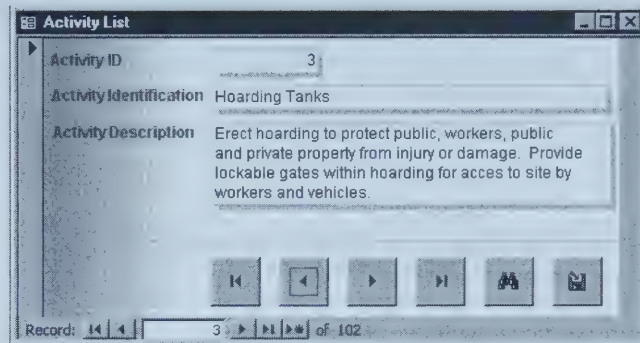 Activity List
Activity ID 3
Activity Identification Hoarding Tanks
Activity Description Erect hoarding to protect public, workers, public
and private property from injury or damage. Provide
lockable gates within hoarding for acces to site by
workers and vehicles.
Record: 3 of 102